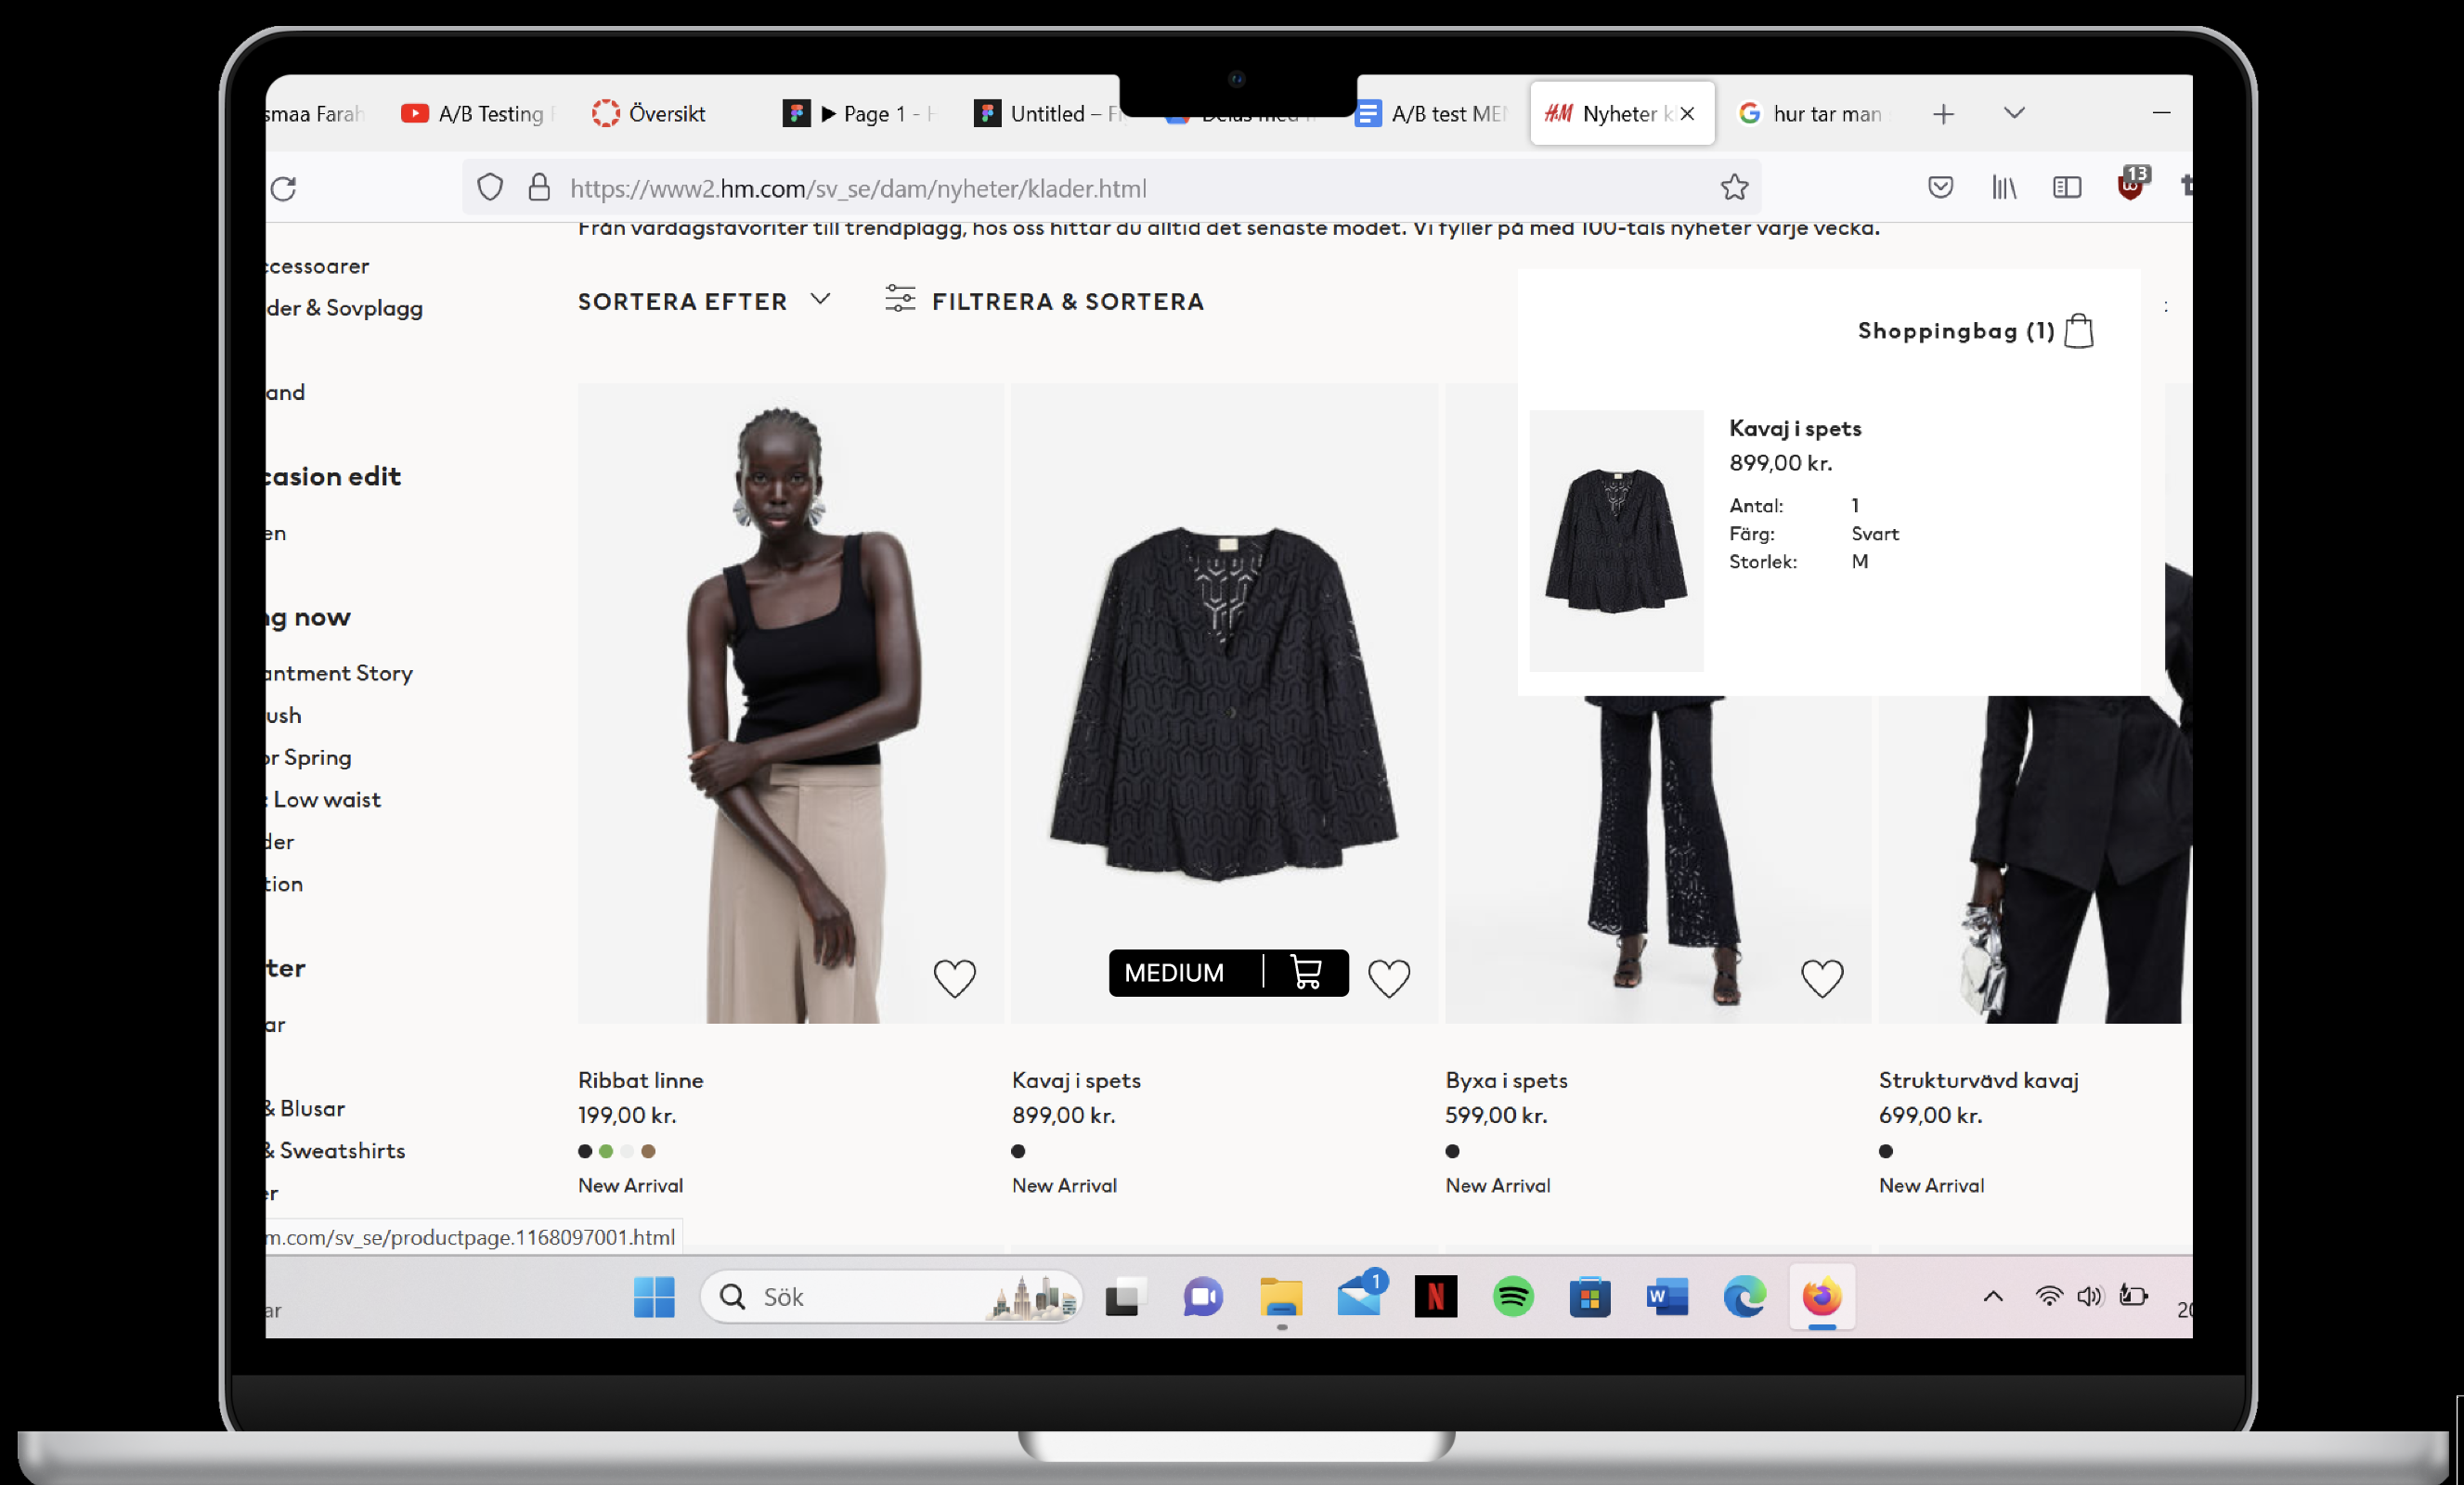 smaa Farah
A/B Testing
Översikt
Page 1 -
Untitled –
A/B test ME
H&M Nyheter k
hur tar man
https://www2.hm.com/sv_se/dam/nyheter/klader.html
13
Från vardagsfavoriter till trendplagg, hos oss hittar du alltid det senaste modet. Vi fyller på med 100-tals nyheter varje vecka.
ccessoarer
der & Sovplagg
and
casion edit
en
ng now
antment Story
ush
or Spring
: Low waist
der
tion
ter
ar
& Blusar
& Sweatshirts
er
SORTERA EFTER
FILTRERA & SORTERA
Shoppingbag (1)
Kavaj i spets
899,00 kr.
Antal: 1
Färg: Svart
Storlek: M
MEDIUM
Ribbat linne
199,00 kr.
New Arrival
Kavaj i spets
899,00 kr.
New Arrival
Byxa i spets
599,00 kr.
New Arrival
Strukturvävd kavaj
699,00 kr.
New Arrival
m.com/sv_se/productpage.1168097001.html
ar
Sök
1
N
W
20